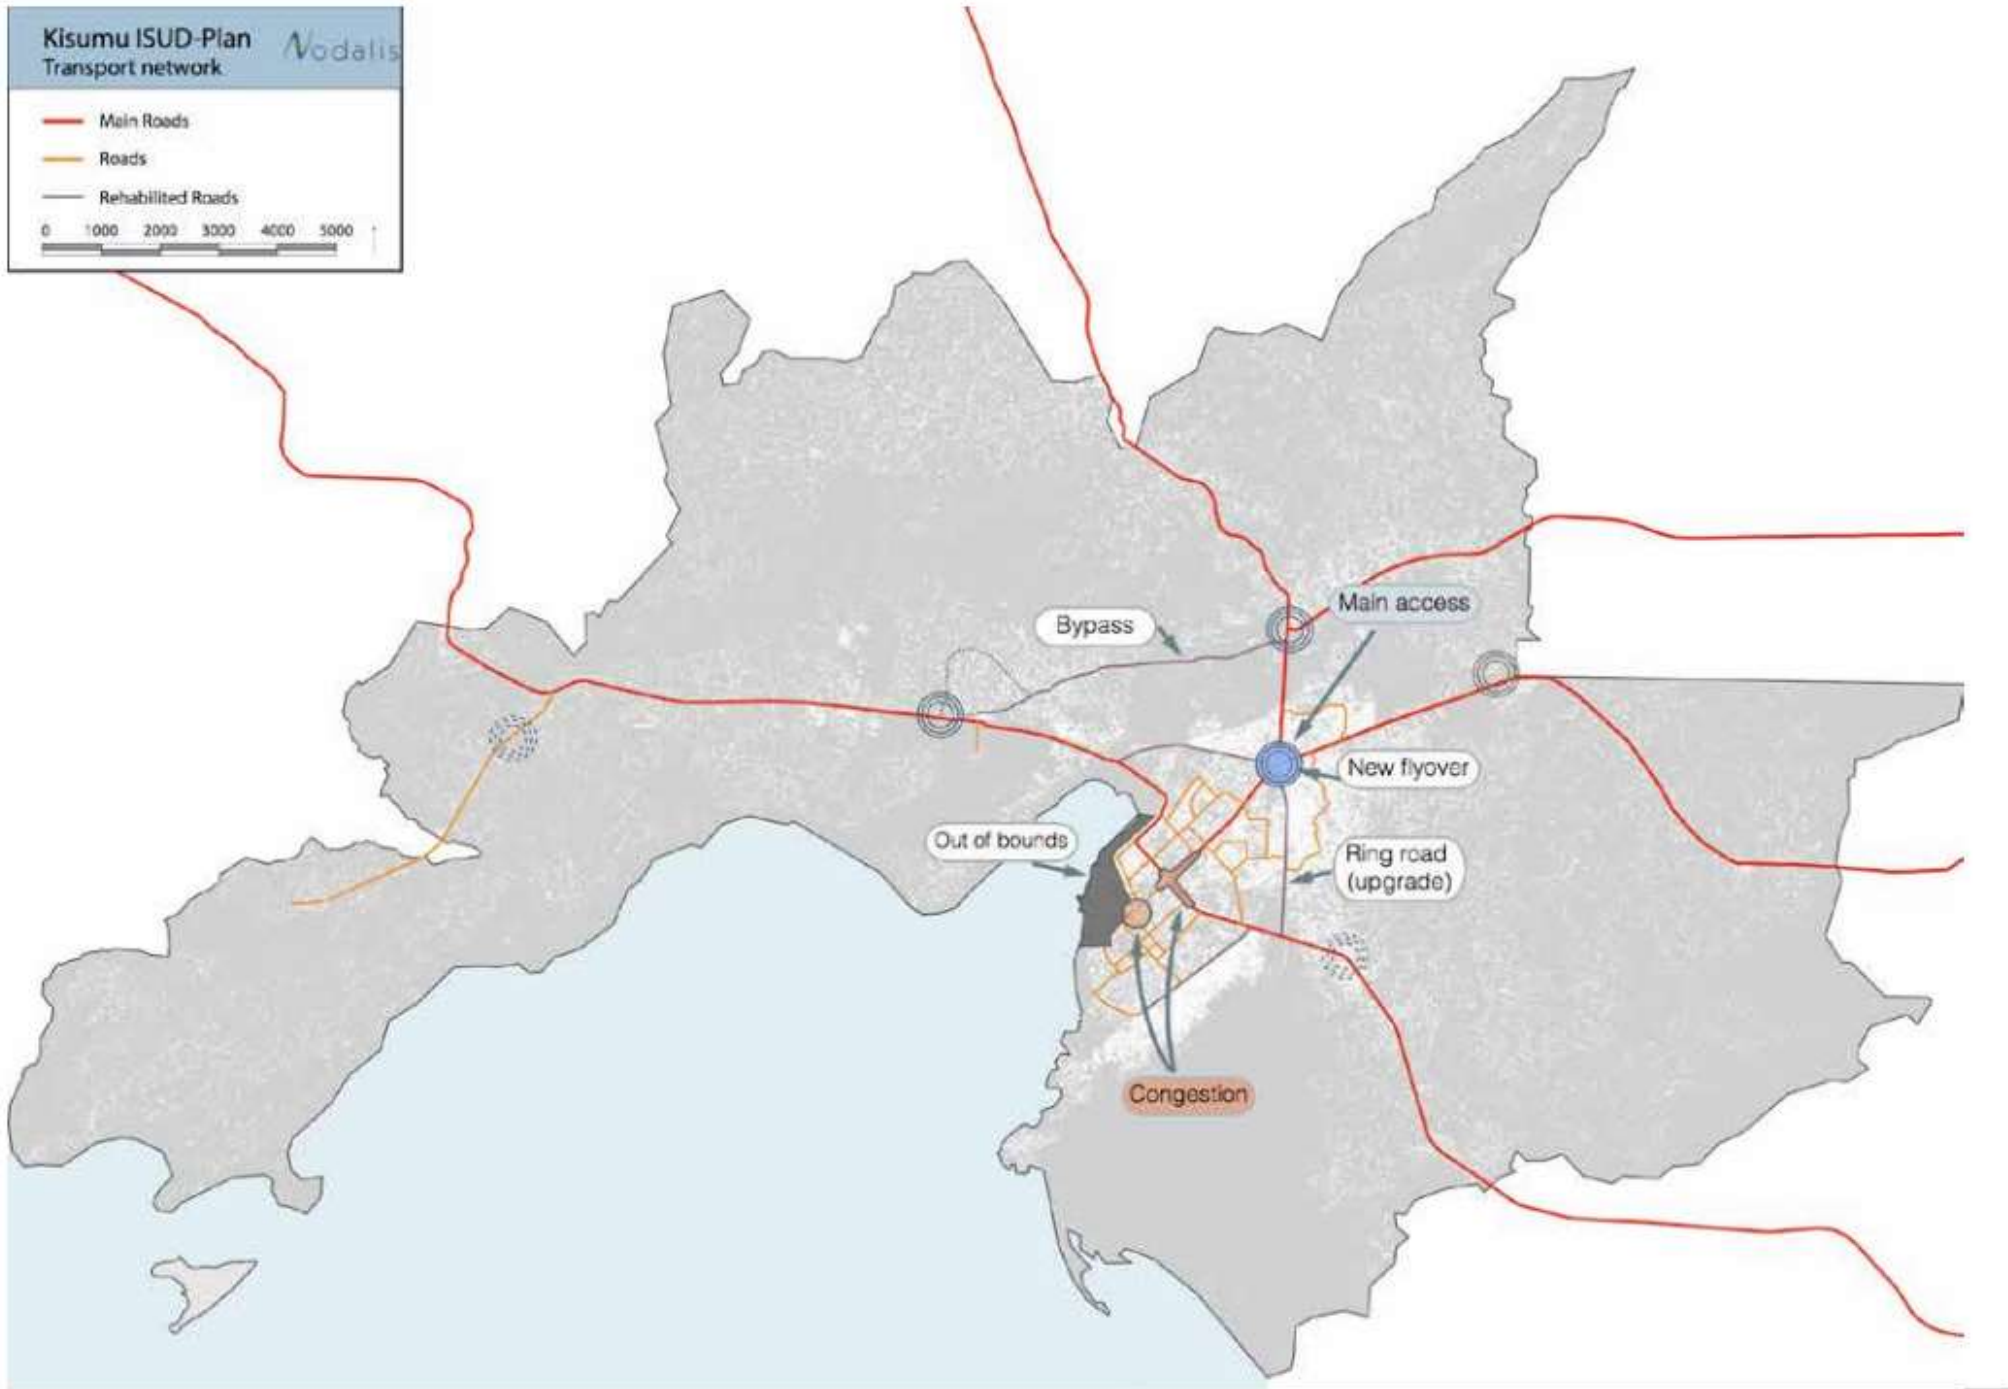 Kisumu ISUD-Plan
Nodalis
Transport network
Main Roads
Roads
Rehabilited Roads
0 1000 2000 3000 4000 5000
Main access
Bypass
New flyover
Out of bounds
Ring road
(upgrade)
Congestion